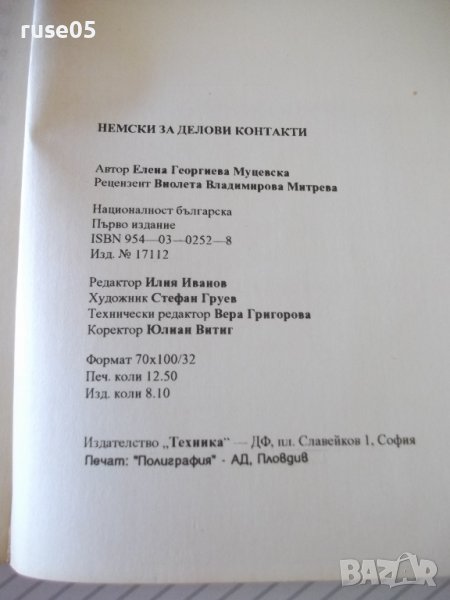 ruse05
НЕМСКИ ЗА ДЕЛОВИ КОНТАКТИ
Автор Елена Георгиева Муцевска
Рецензент Виолета Владимирова Митрева
Националност българска
Първо издание
ISBN 954—03—0252—8
Изд. № 17112
Редактор Илия Иванов
Художник Стефан Груев
Технически редактор Вера Григорова
Коректор Юлиан Витиг
Формат 70x100/32
Печ. коли 12.50
Изд. коли 8.10
Издателство „Техника" — ДФ, пл. Славейков 1, София
Печат: "Полиграфия" - АД, Пловдив
BAZAR